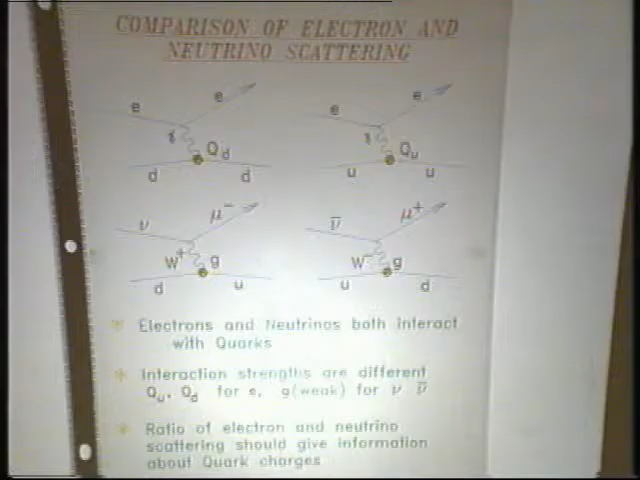 COMPARISON OF ELECTRON AND
NEUTRINO SCATTERING
e e e e
γ Q_d γ Q_u
d d u u
ν μ⁻ ν̅ μ⁺
W⁺ g W⁻ g
d u u d
* Electrons and Neutrinos both interact
with Quarks
* Interaction strengths are different
Q_u, Q_d for e, g(weak) for ν ν̅
* Ratio of electron and neutrino
scattering should give information
about Quark charges